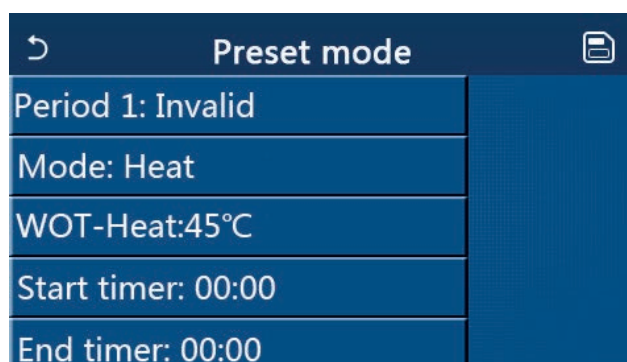 Preset mode
Period 1: Invalid
Mode: Heat
WOT-Heat:45℃
Start timer: 00:00
End timer: 00:00